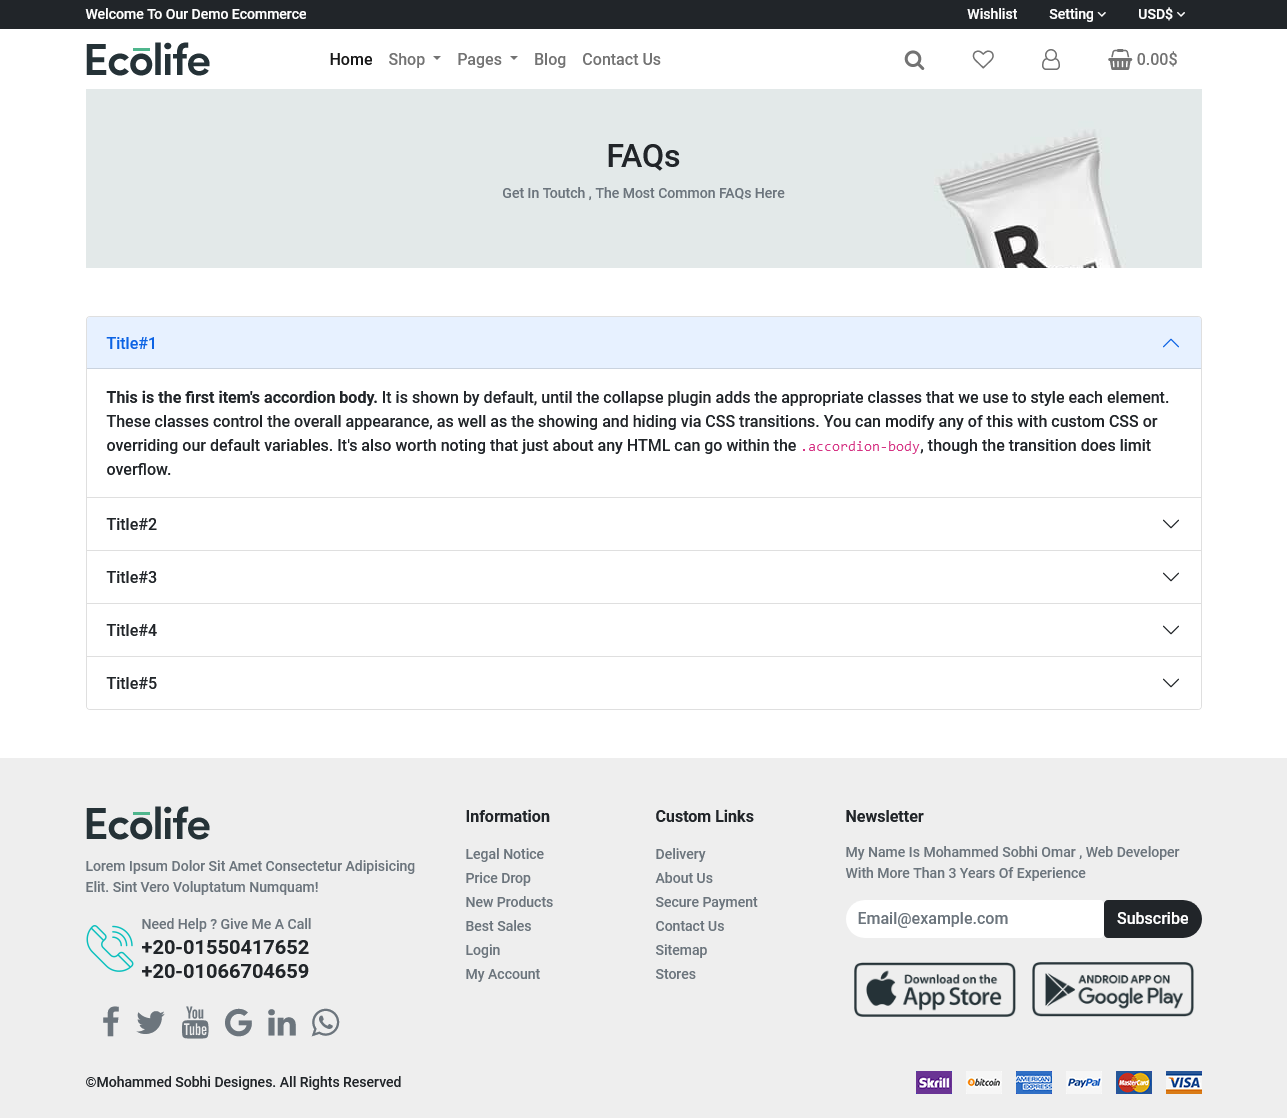 Welcome To Our Demo Ecommerce
Wishlist
Setting
USD$
Ecolife
Home
Shop
Pages
Blog
Contact Us
0.00$
FAQs
Get In Toutch , The Most Common FAQs Here
R
Title#1
This is the first item's accordion body. It is shown by default, until the collapse plugin adds the appropriate classes that we use to style each element.
These classes control the overall appearance, as well as the showing and hiding via CSS transitions. You can modify any of this with custom CSS or
overriding our default variables. It's also worth noting that just about any HTML can go within the .accordion-body, though the transition does limit
overflow.
Title#2
Title#3
Title#4
Title#5
Ecolife
Lorem Ipsum Dolor Sit Amet Consectetur Adipisicing
Elit. Sint Vero Voluptatum Numquam!
Need Help ? Give Me A Call
+20-01550417652
+20-01066704659
You
Tube
Information
Legal Notice
Price Drop
New Products
Best Sales
Login
My Account
Custom Links
Delivery
About Us
Secure Payment
Contact Us
Sitemap
Stores
Newsletter
My Name Is Mohammed Sobhi Omar , Web Developer
With More Than 3 Years Of Experience
Email@example.com
Subscribe
Download on the
App Store
ANDROID APP ON
Google Play
©Mohammed Sobhi Designes. All Rights Reserved
Skrill
bitcoin
AMERICAN
EXPRESS
PayPal
MasterCard
VISA